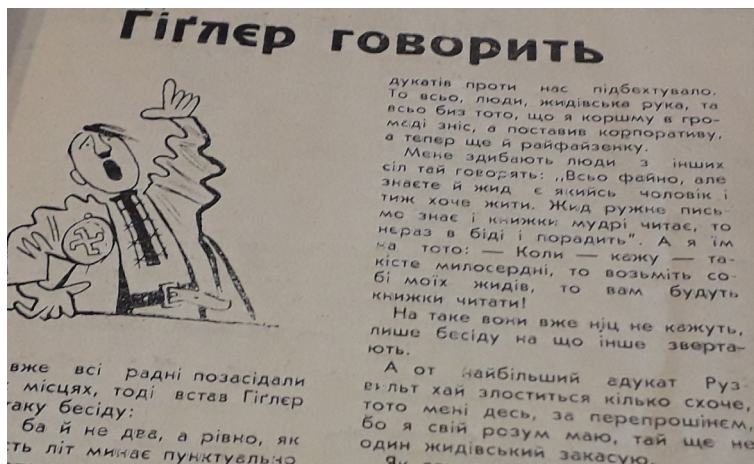 Гіґлєр говорить
вже всі радні позасідали
місцях, тоді встав Гіґлєр
таку бесіду:
ба й не два, а рівно, як
сть літ минає пунктуально
дукатів проти нас підбехтувало.
То всьо, люди, жидівська рука, та
всьо биз тото, що я коршму в гро-
меді зніс, а поставив корпоративу,
а тепер ще й райфайзенку.
Мене здибають люди з інших
сіл тай говорять: „Всьо файно, але
знаєте й жид є якийсь чоловік і
тиж хоче жити. Жид ружне пись-
мо знає і книжки мудрі читає, то
нераз в біді і порадить". А я їм
на тото: — Коли — кажу — та-
кісте милосердні, то возьміть со-
бі моїх жидів, то вам будуть
книжки читати!
На таке вони вже ніц не кажуть,
лише бесіду на що інше зверта-
ють.
А от найбільший адукат Руз-
вильт хай злоститься кілько схоче,
тото мені десь, за перепрошінєм,
бо я свій розум маю, тай ще не
один жидівський закасую.
Як